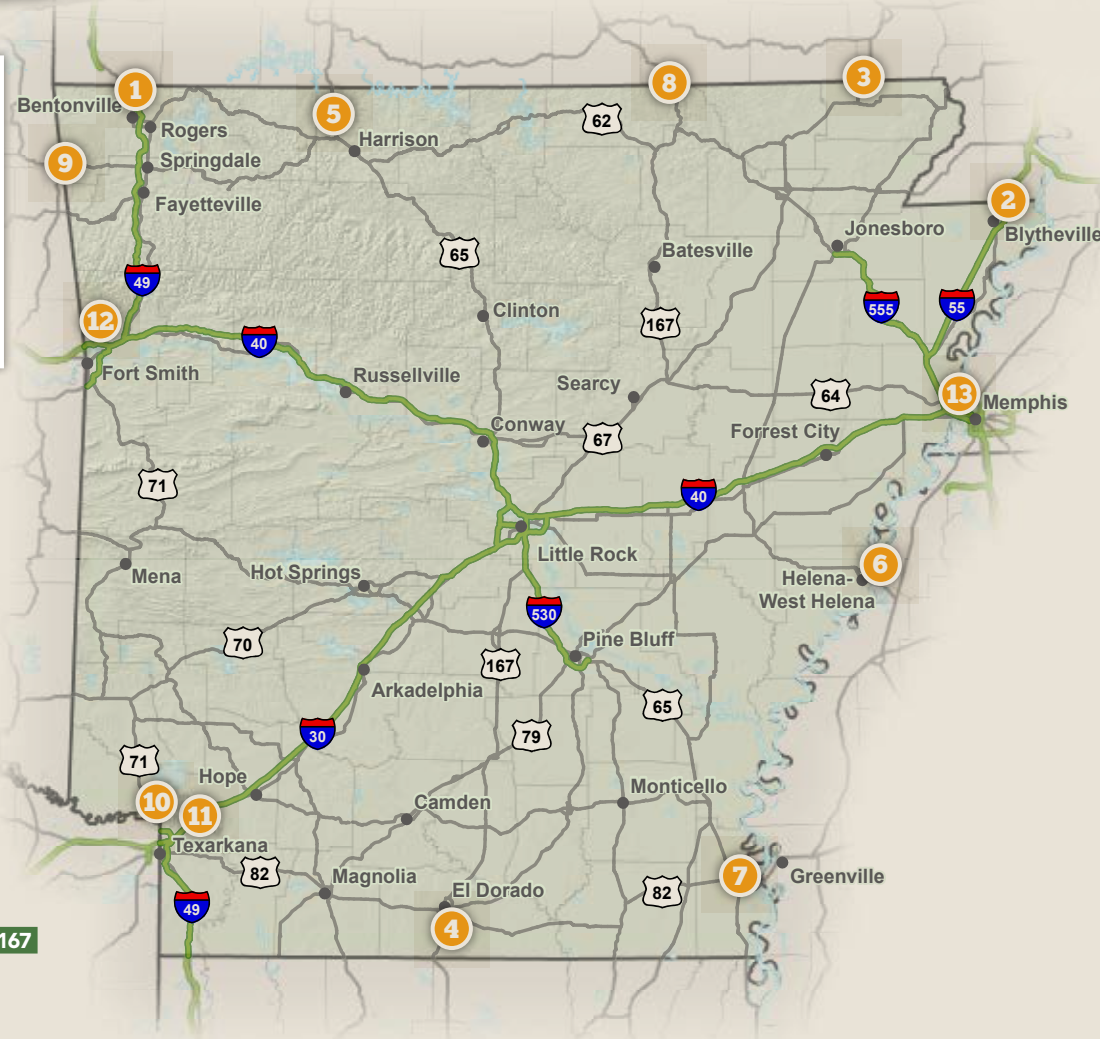 1
8
3
5
Bentonville
62
Rogers
Harrison
9
Springdale
Fayetteville
2
Blytheville
Jonesboro
65
Batesville
49
555
55
12
Clinton
167
40
Fort Smith
Russellville
Searcy
64
13
Memphis
Conway
67
Forrest City
71
40
Little Rock
Mena
Hot Springs
6
Helena-
West Helena
530
70
Pine Bluff
167
Arkadelphia
65
30
79
71
Hope
Monticello
10
11
Camden
Texarkana
82
Magnolia
El Dorado
82
7
Greenville
49
4
167